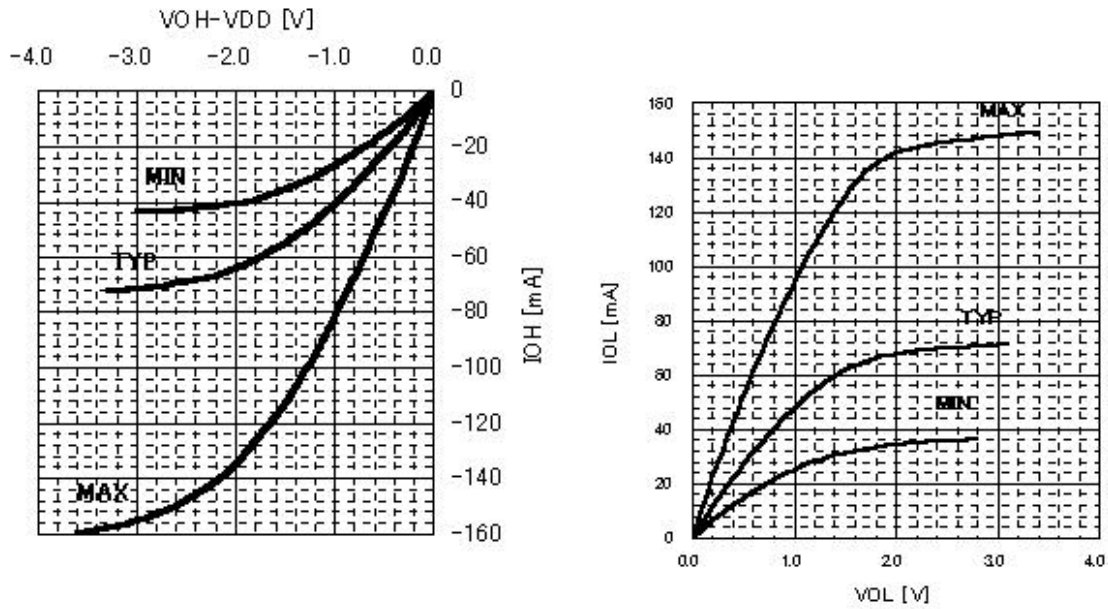 VOH-VDD [V]
-4.0 -3.0 -2.0 -1.0 0.0
0
-20
MIN
-40
TYP
-60
IOH [mA]
-80
-100
-120
MAX
-140
-160
160
MAX
140
120
100
IOL [mA]
80
TYP
60
MIN
40
20
0
0.0 1.0 2.0 3.0 4.0
VOL [V]